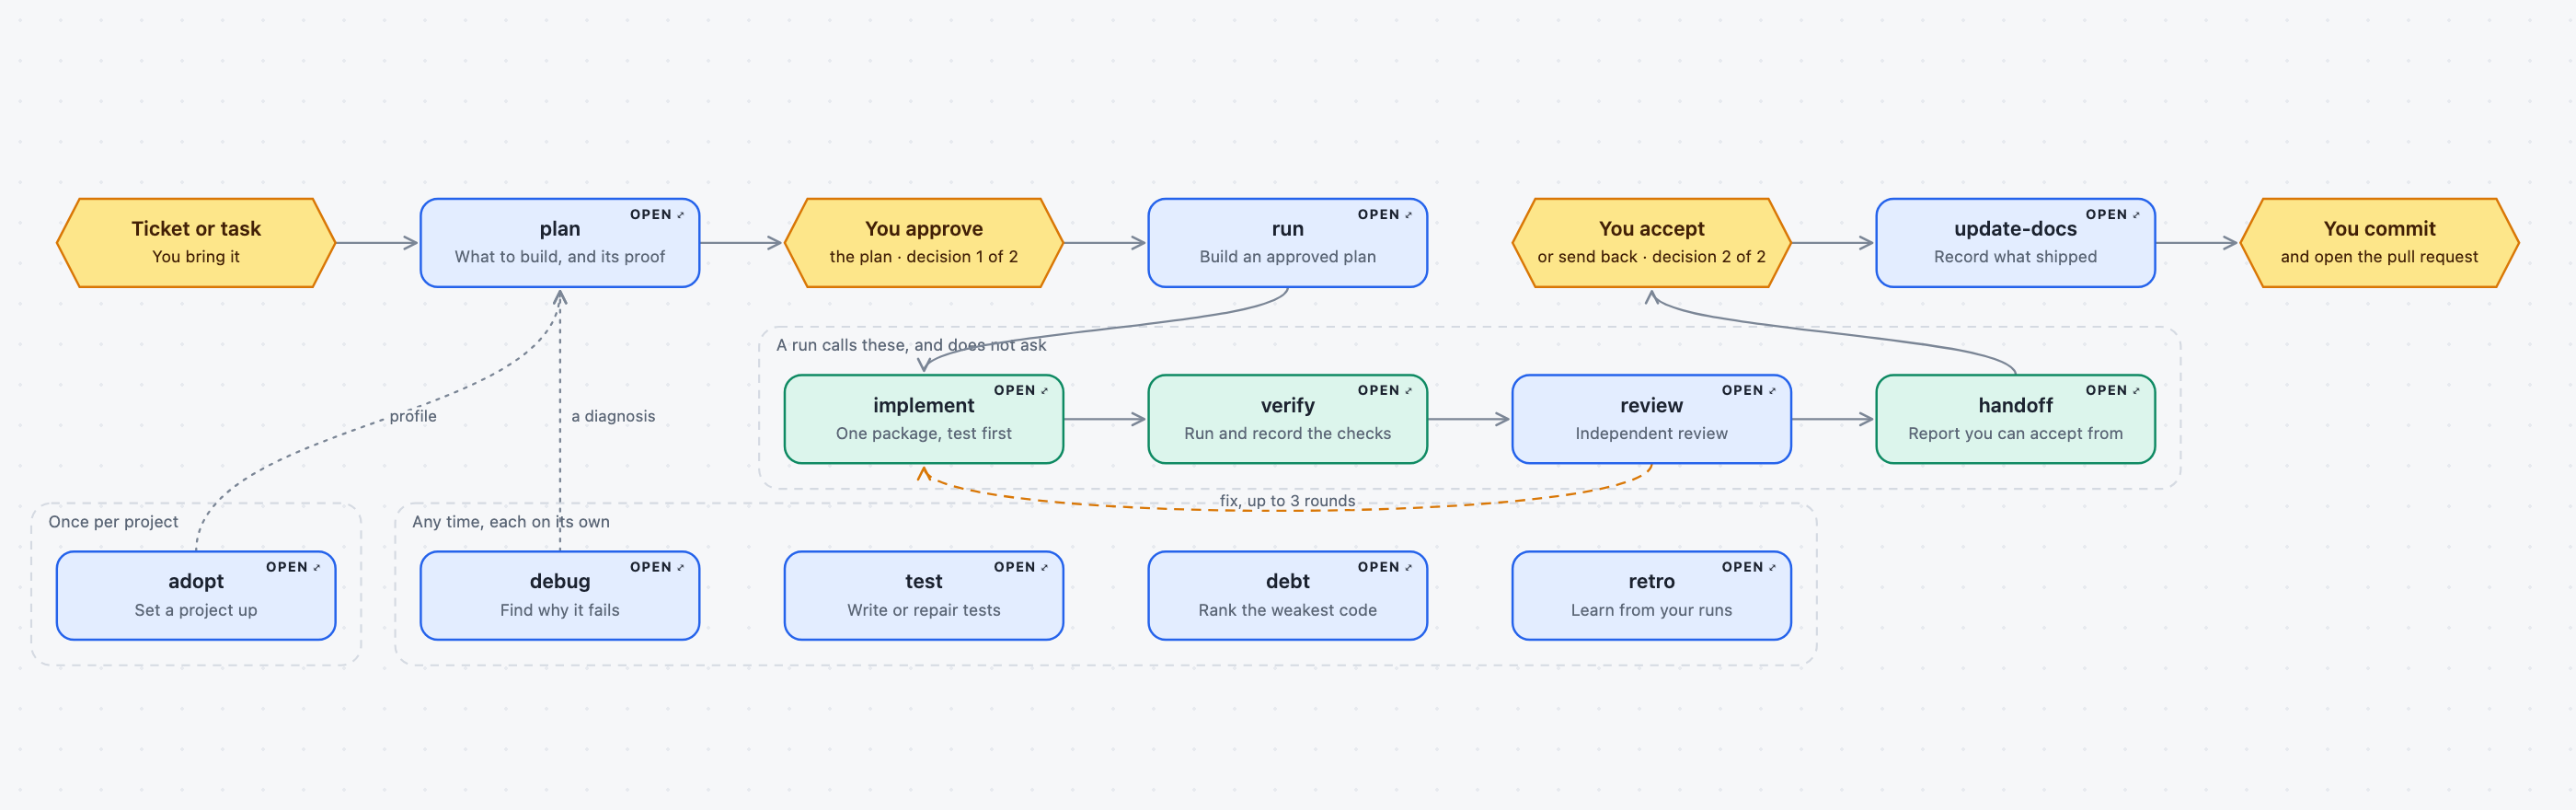 OPEN
Ticket or task
You bring it
plan
What to build, and its proof
You approve
the plan · decision 1 of 2
OPEN
run
Build an approved plan
You accept
or send back · decision 2 of 2
OPEN
update-docs
Record what shipped
You commit
and open the pull request
A run calls these, and does not ask
OPEN
implement
One package, test first
OPEN
verify
Run and record the checks
OPEN
review
Independent review
OPEN
handoff
Report you can accept from
profile
a diagnosis
fix, up to 3 rounds
Once per project
Any time, each on its own
OPEN
adopt
Set a project up
OPEN
debug
Find why it fails
OPEN
test
Write or repair tests
OPEN
debt
Rank the weakest code
OPEN
retro
Learn from your runs